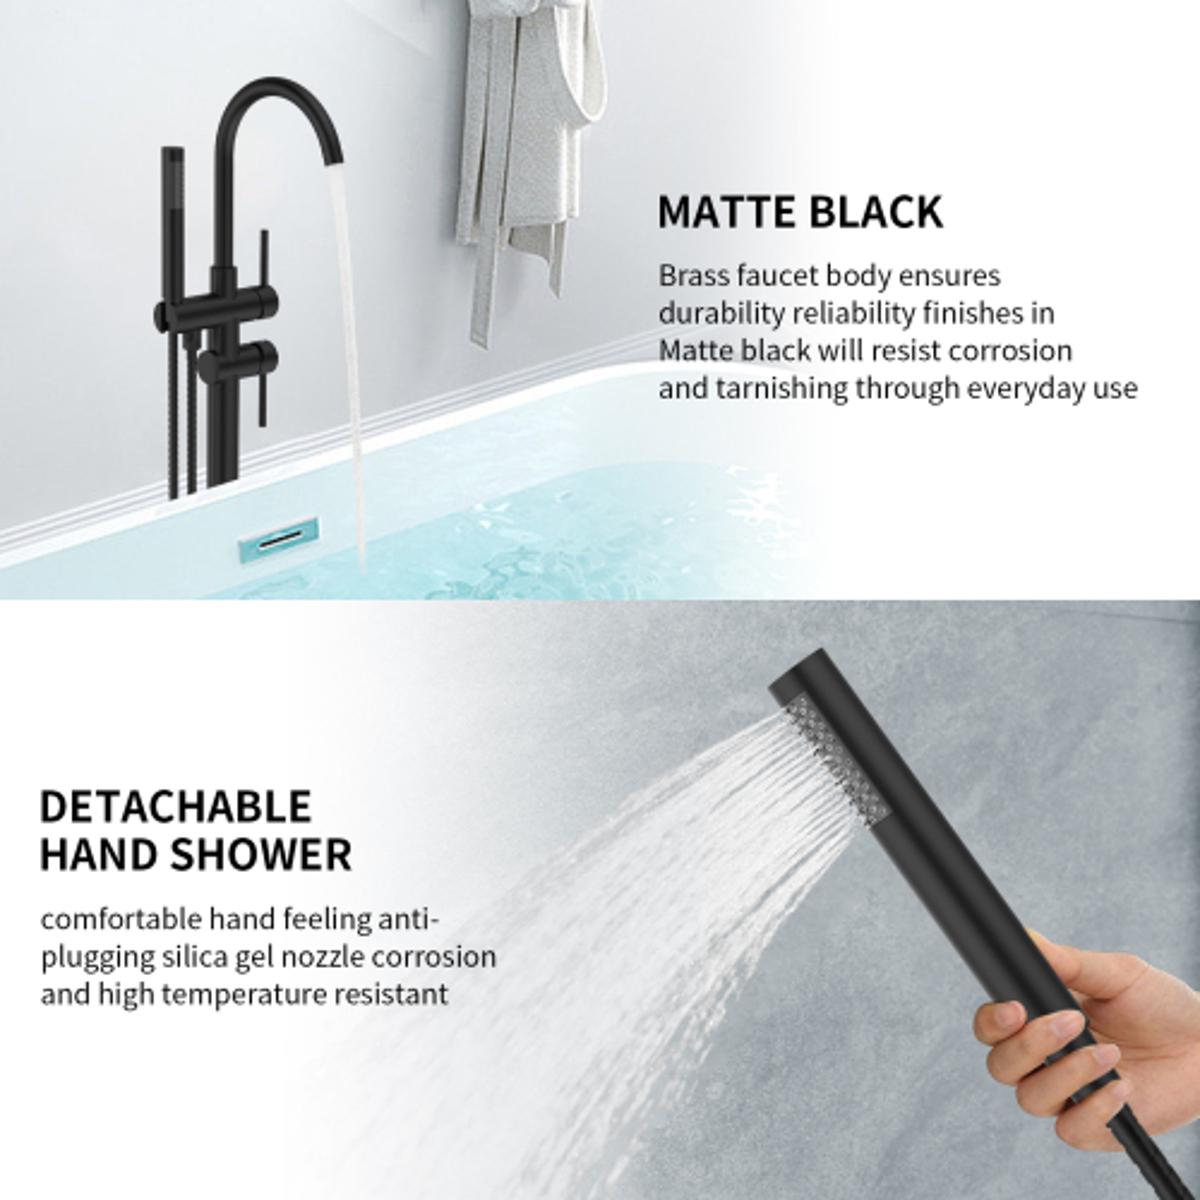 MATTE BLACK
Brass faucet body ensures
durability reliability finishes in
Matte black will resist corrosion
and tarnishing through everyday use
DETACHABLE
HAND SHOWER
comfortable hand feeling anti-
plugging silica gel nozzle corrosion
and high temperature resistant